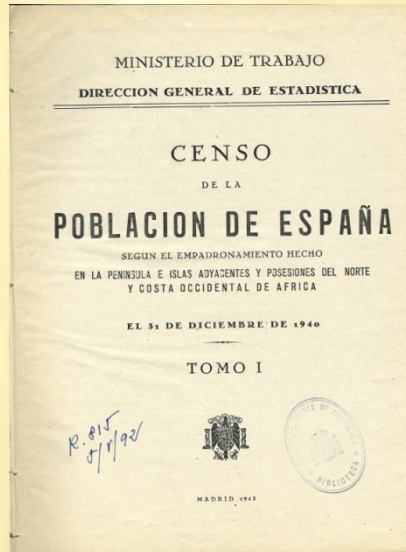 MINISTERIO DE TRABAJO
DIRECCION GENERAL DE ESTADISTICA
CENSO
DE LA
POBLACION DE ESPAÑA
SEGUN EL EMPADRONAMIENTO HECHO
EN LA PENINSULA E ISLAS ADYACENTES Y POSESIONES DEL NORTE
Y COSTA OCCIDENTAL DE AFRICA
EL 31 DE DICIEMBRE DE 1940
TOMO I
R. 815
BIBLIOTECA
MADRID 1943